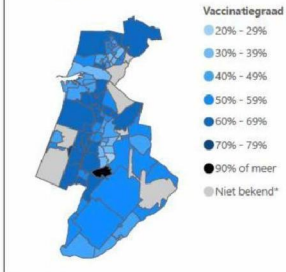 Vaccinatiegraad
20% - 29%
30% - 39%
40% - 49%
50% - 59%
60% - 69%
70% - 79%
90% of meer
Niet bekend*